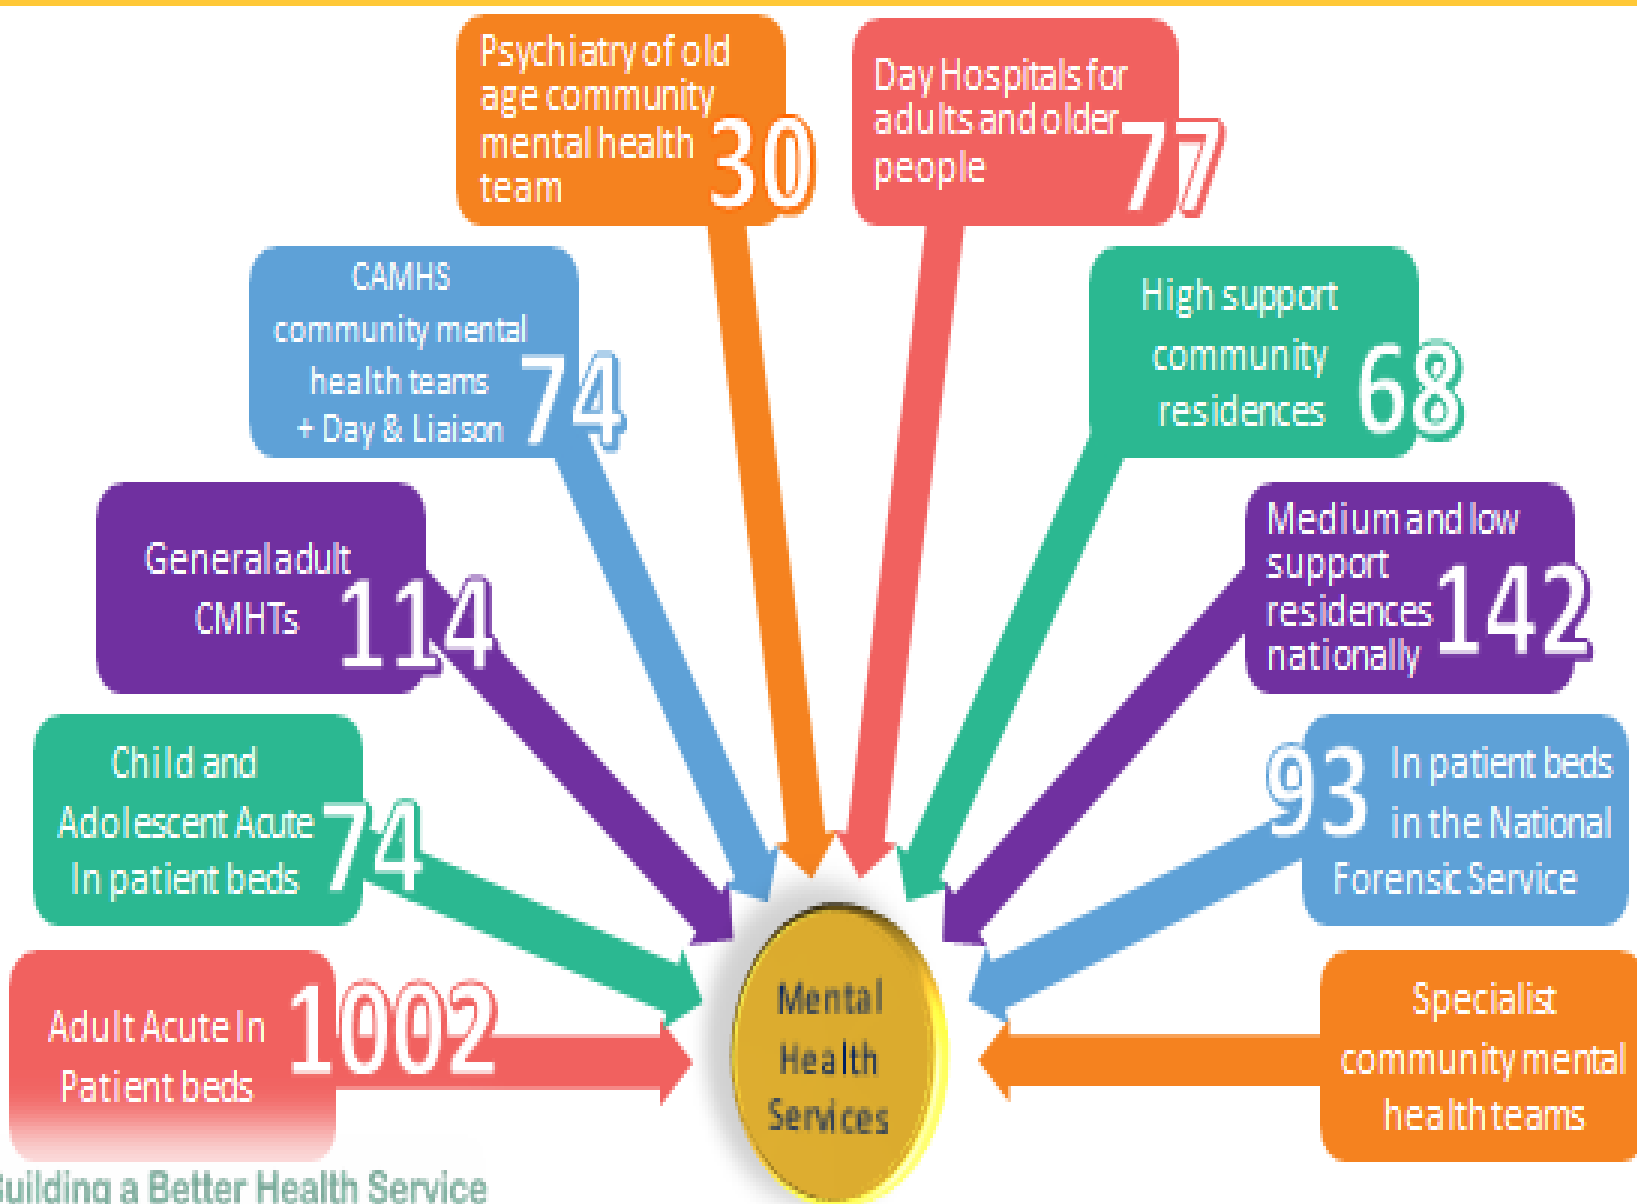 Psychiatry of old
age community
mental health
team
30
Day Hospitals for
adults and older
people
77
CAMHS
community mental
health teams
+ Day & Liaison
74
High support
community
residences
68
General adult
CMHTs
114
Medium and low
support
residences
nationally
142
Child and
Adolescent Acute
In patient beds
74
93
In patient beds
in the National
Forensic Service
Adult Acute In
Patient beds
1002
Mental
Health
Services
Specialist
community mental
health teams
Building a Better Health Service